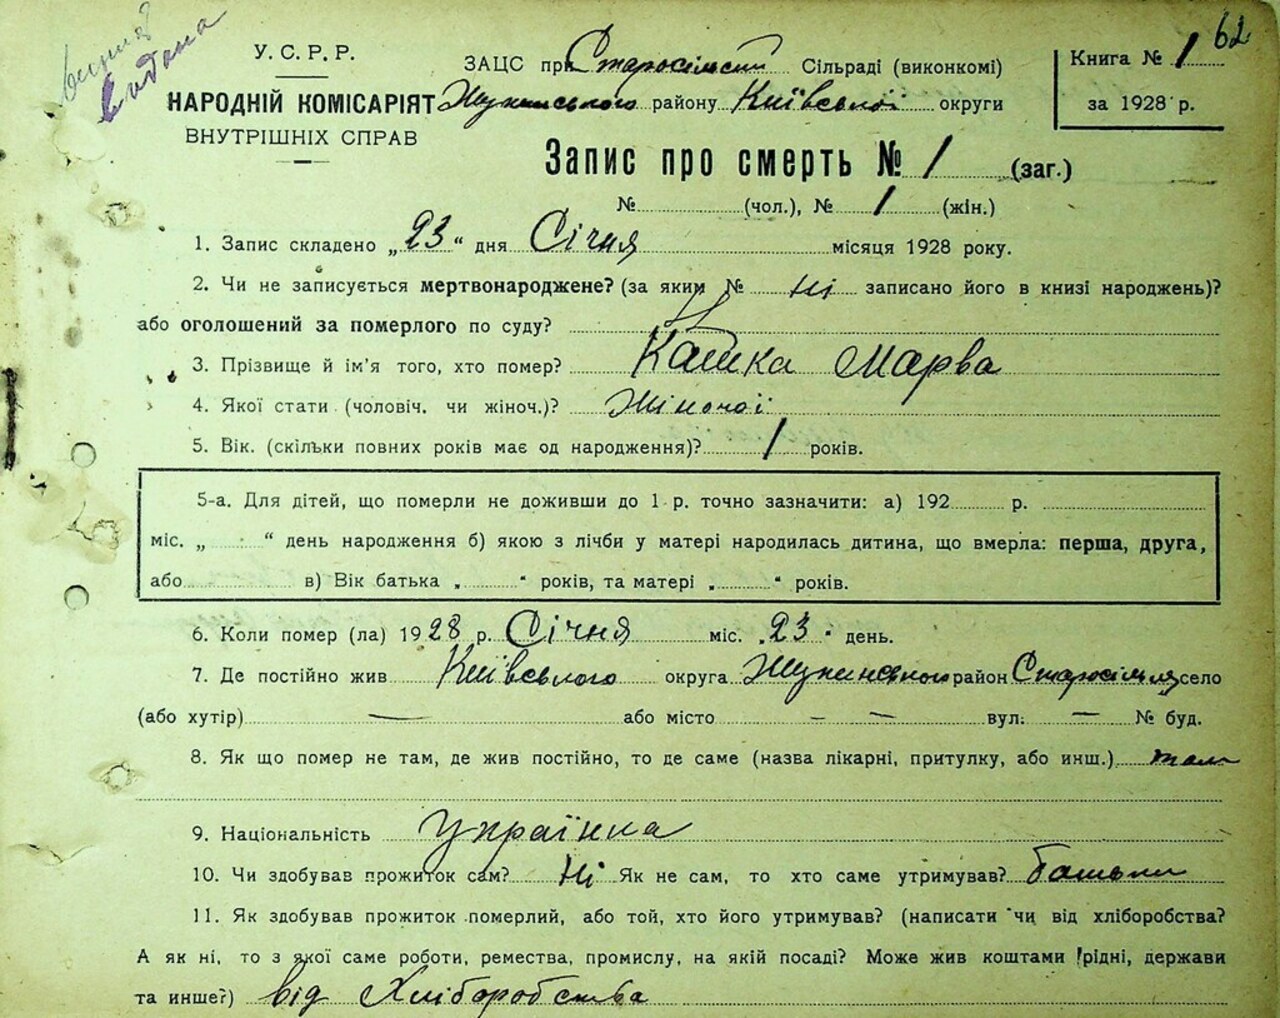 видана
62
У.С.Р.Р.
НАРОДНІЙ КОМІСАРІЯТ
ВНУТРІШНІХ СПРАВ
ЗАЦС при Старосільский Сільраді (виконкомі)
Жукинського району Київської округи
Книга № 1
за 1928 р.
Запис про смерть № 1 (заг.)
№ (чол.), № 1 (жін.)
1. Запис складено „23“ дня Січня місяця 1928 року.
2. Чи не записується мертвонароджене? (за яким № Ні записано його в книзі народжень)?
або оголошений за померлого по суду?
3. Прізвище й ім'я того, хто помер? Марва
4. Якої стати (чоловіч. чи жіноч.)? Жіночої
5. Вік. (скільки повних років має од народження)? 1 років.
5-а. Для дітей, що померли не доживши до 1 р. точно зазначити: а) 192 р.
міс. „ “ день народження б) якою з лічби у матері народилась дитина, що вмерла: перша, друга,
або в) Вік батька „ “ років, та матері „ “ років.
6. Коли помер (ла) 1928 р. Січня міс. „23“ день.
7. Де постійно жив Київського округа Жукинського район Старосілля село
(або хутір) — або місто — — вул: — № буд.
8. Як що помер не там, де жив постійно, то де саме (назва лікарні, притулку, або инш.) там
9. Національність Українка
10. Чи здобував прожиток сам? Ні Як не сам, то хто саме утримував? батьки
11. Як здобував прожиток померлий, або той, хто його утримував? (написати чи від хліборобства?
А як ні, то з якої саме роботи, ремества, промислу, на якій посаді? Може жив коштами рідні, держави
та инше?) від Хліборобства